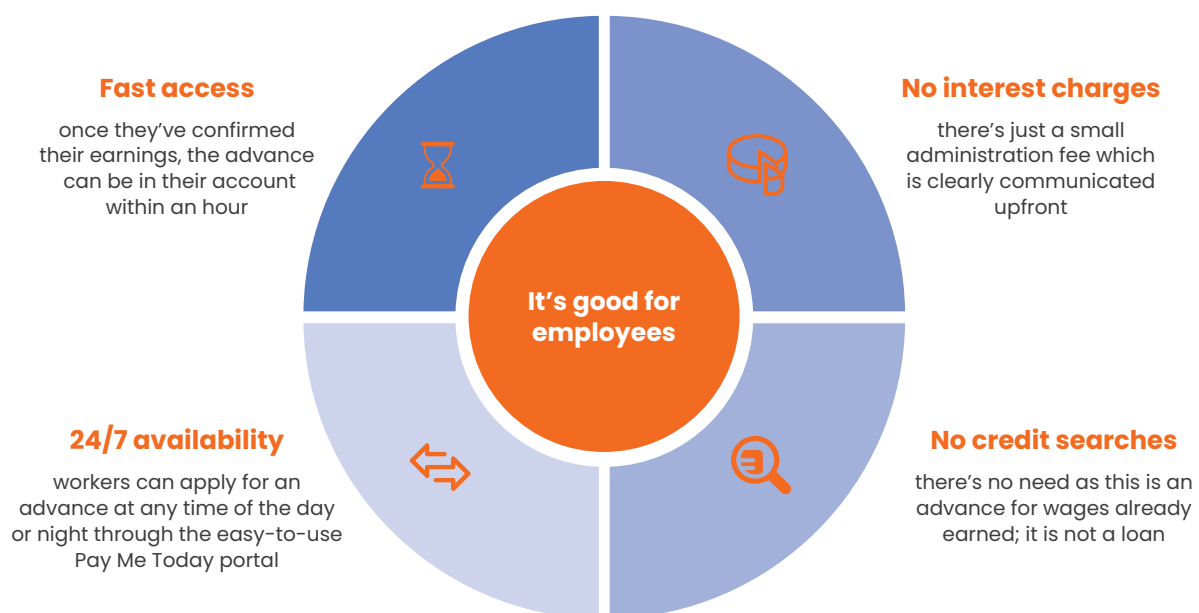 Fast access
once they’ve confirmed
their earnings, the advance
can be in their account
within an hour
No interest charges
there’s just a small
administration fee which
is clearly communicated
upfront
It’s good for
employees
24/7 availability
workers can apply for an
advance at any time of the day
or night through the easy-to-use
Pay Me Today portal
No credit searches
there’s no need as this is an
advance for wages already
earned; it is not a loan